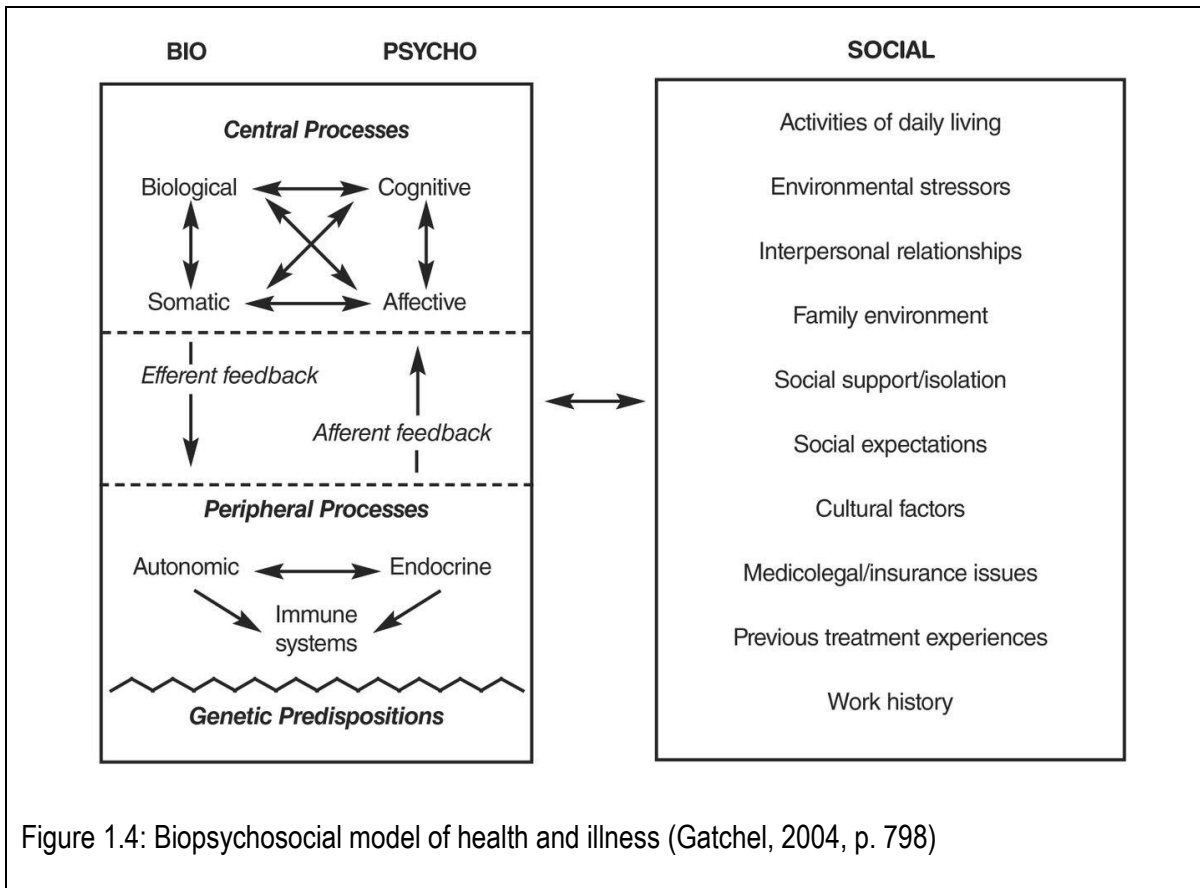 BIO PSYCHO
Central Processes
Biological Cognitive
Somatic Affective
Efferent feedback
Afferent feedback
Peripheral Processes
Autonomic Endocrine
Immune
systems
Genetic Predispositions
SOCIAL
Activities of daily living
Environmental stressors
Interpersonal relationships
Family environment
Social support/isolation
Social expectations
Cultural factors
Medicolegal/insurance issues
Previous treatment experiences
Work history
Figure 1.4: Biopsychosocial model of health and illness (Gatchel, 2004, p. 798)